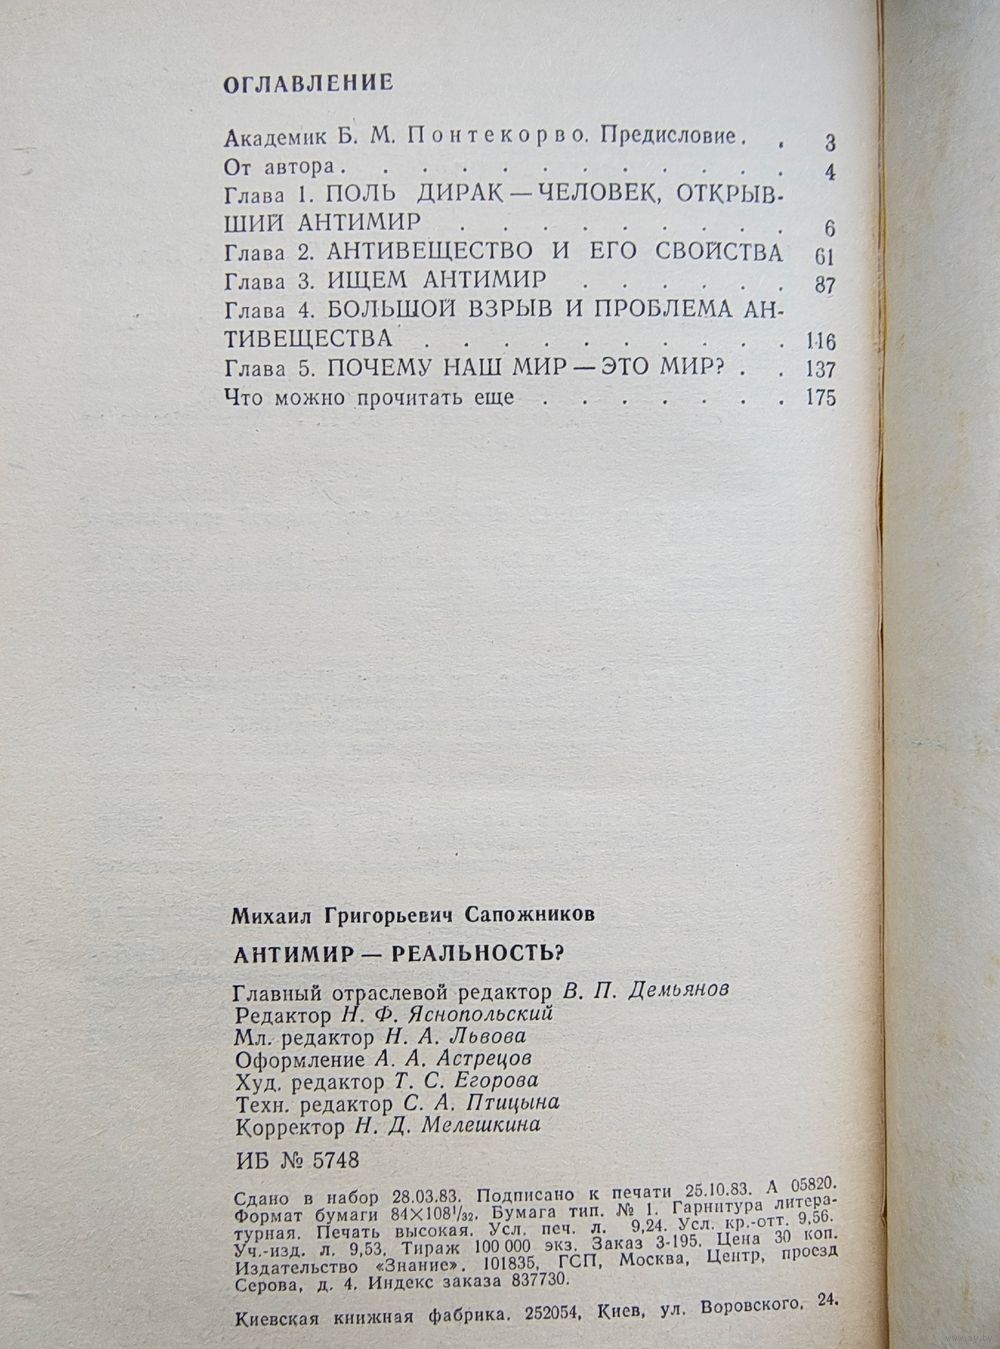 ОГЛАВЛЕНИЕ
Академик Б. М. Понтекорво. Предисловие . . 3
От автора . . . . . . . . . . . . 4
Глава 1. ПОЛЬ ДИРАК — ЧЕЛОВЕК, ОТКРЫВ-
ШИЙ АНТИМИР . . . . . . . . . 6
Глава 2. АНТИВЕЩЕСТВО И ЕГО СВОЙСТВА 61
Глава 3. ИЩЕМ АНТИМИР . . . . . . 87
Глава 4. БОЛЬШОЙ ВЗРЫВ И ПРОБЛЕМА АН-
ТИВЕЩЕСТВА . . . . . . . . . . 116
Глава 5. ПОЧЕМУ НАШ МИР — ЭТО МИР? . . 137
Что можно прочитать еще . . . . . . . 175
Михаил Григорьевич Сапожников
АНТИМИР — РЕАЛЬНОСТЬ?
Главный отраслевой редактор В. П. Демьянов
Редактор Н. Ф. Яснопольский
Мл. редактор Н. А. Львова
Оформление А. А. Астрецов
Худ. редактор Т. С. Егорова
Техн. редактор С. А. Птицына
Корректор Н. Д. Мелешкина
ИБ № 5748
Сдано в набор 28.03.83. Подписано к печати 25.10.83. А 05820.
Формат бумаги 84×108 1/32. Бумага тип. № 1. Гарнитура литера-
турная. Печать высокая. Усл. печ. л. 9,24. Усл. кр.-отт. 9,56.
Уч.-изд. л. 9,53. Тираж 100 000 экз. Заказ 3-195. Цена 30 коп.
Издательство «Знание». 101835, ГСП, Москва, Центр, проезд
Серова, д. 4. Индекс заказа 837730.
Киевская книжная фабрика. 252054, Киев, ул. Воровского, 24.